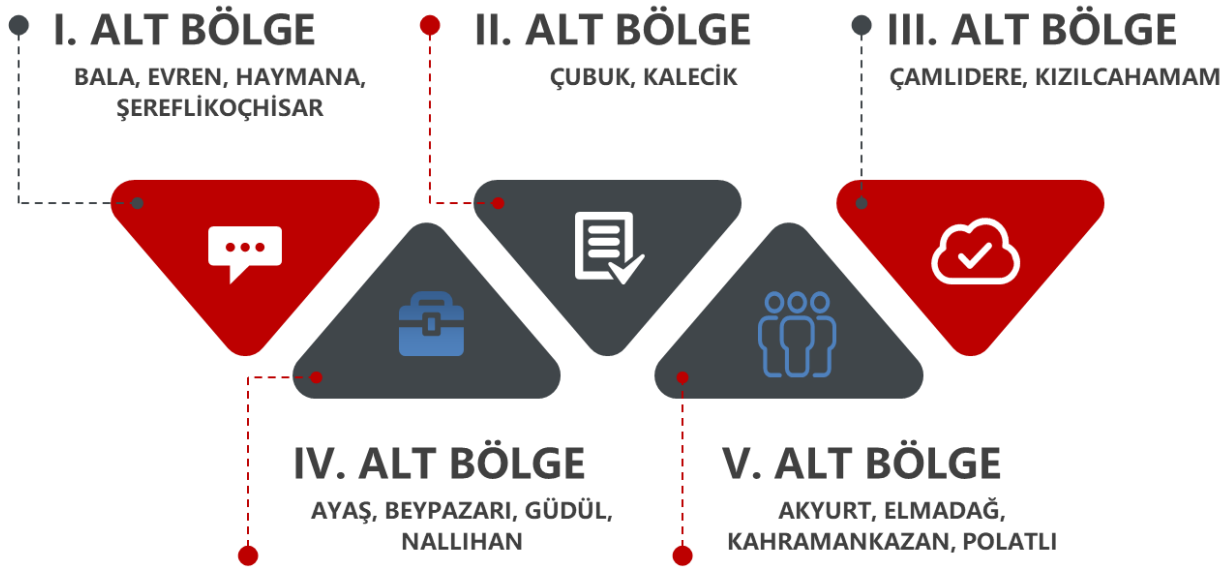 I. ALT BÖLGE
BALA, EVREN, HAYMANA,
ŞEREFLİKOÇHİSAR
II. ALT BÖLGE
ÇUBUK, KALECİK
III. ALT BÖLGE
ÇAMLIDERE, KIZILCAHAMAM
IV. ALT BÖLGE
AYAŞ, BEYPAZARI, GÜDÜL,
NALLIHAN
V. ALT BÖLGE
AKYURT, ELMADAĞ,
KAHRAMANKAZAN, POLATLI